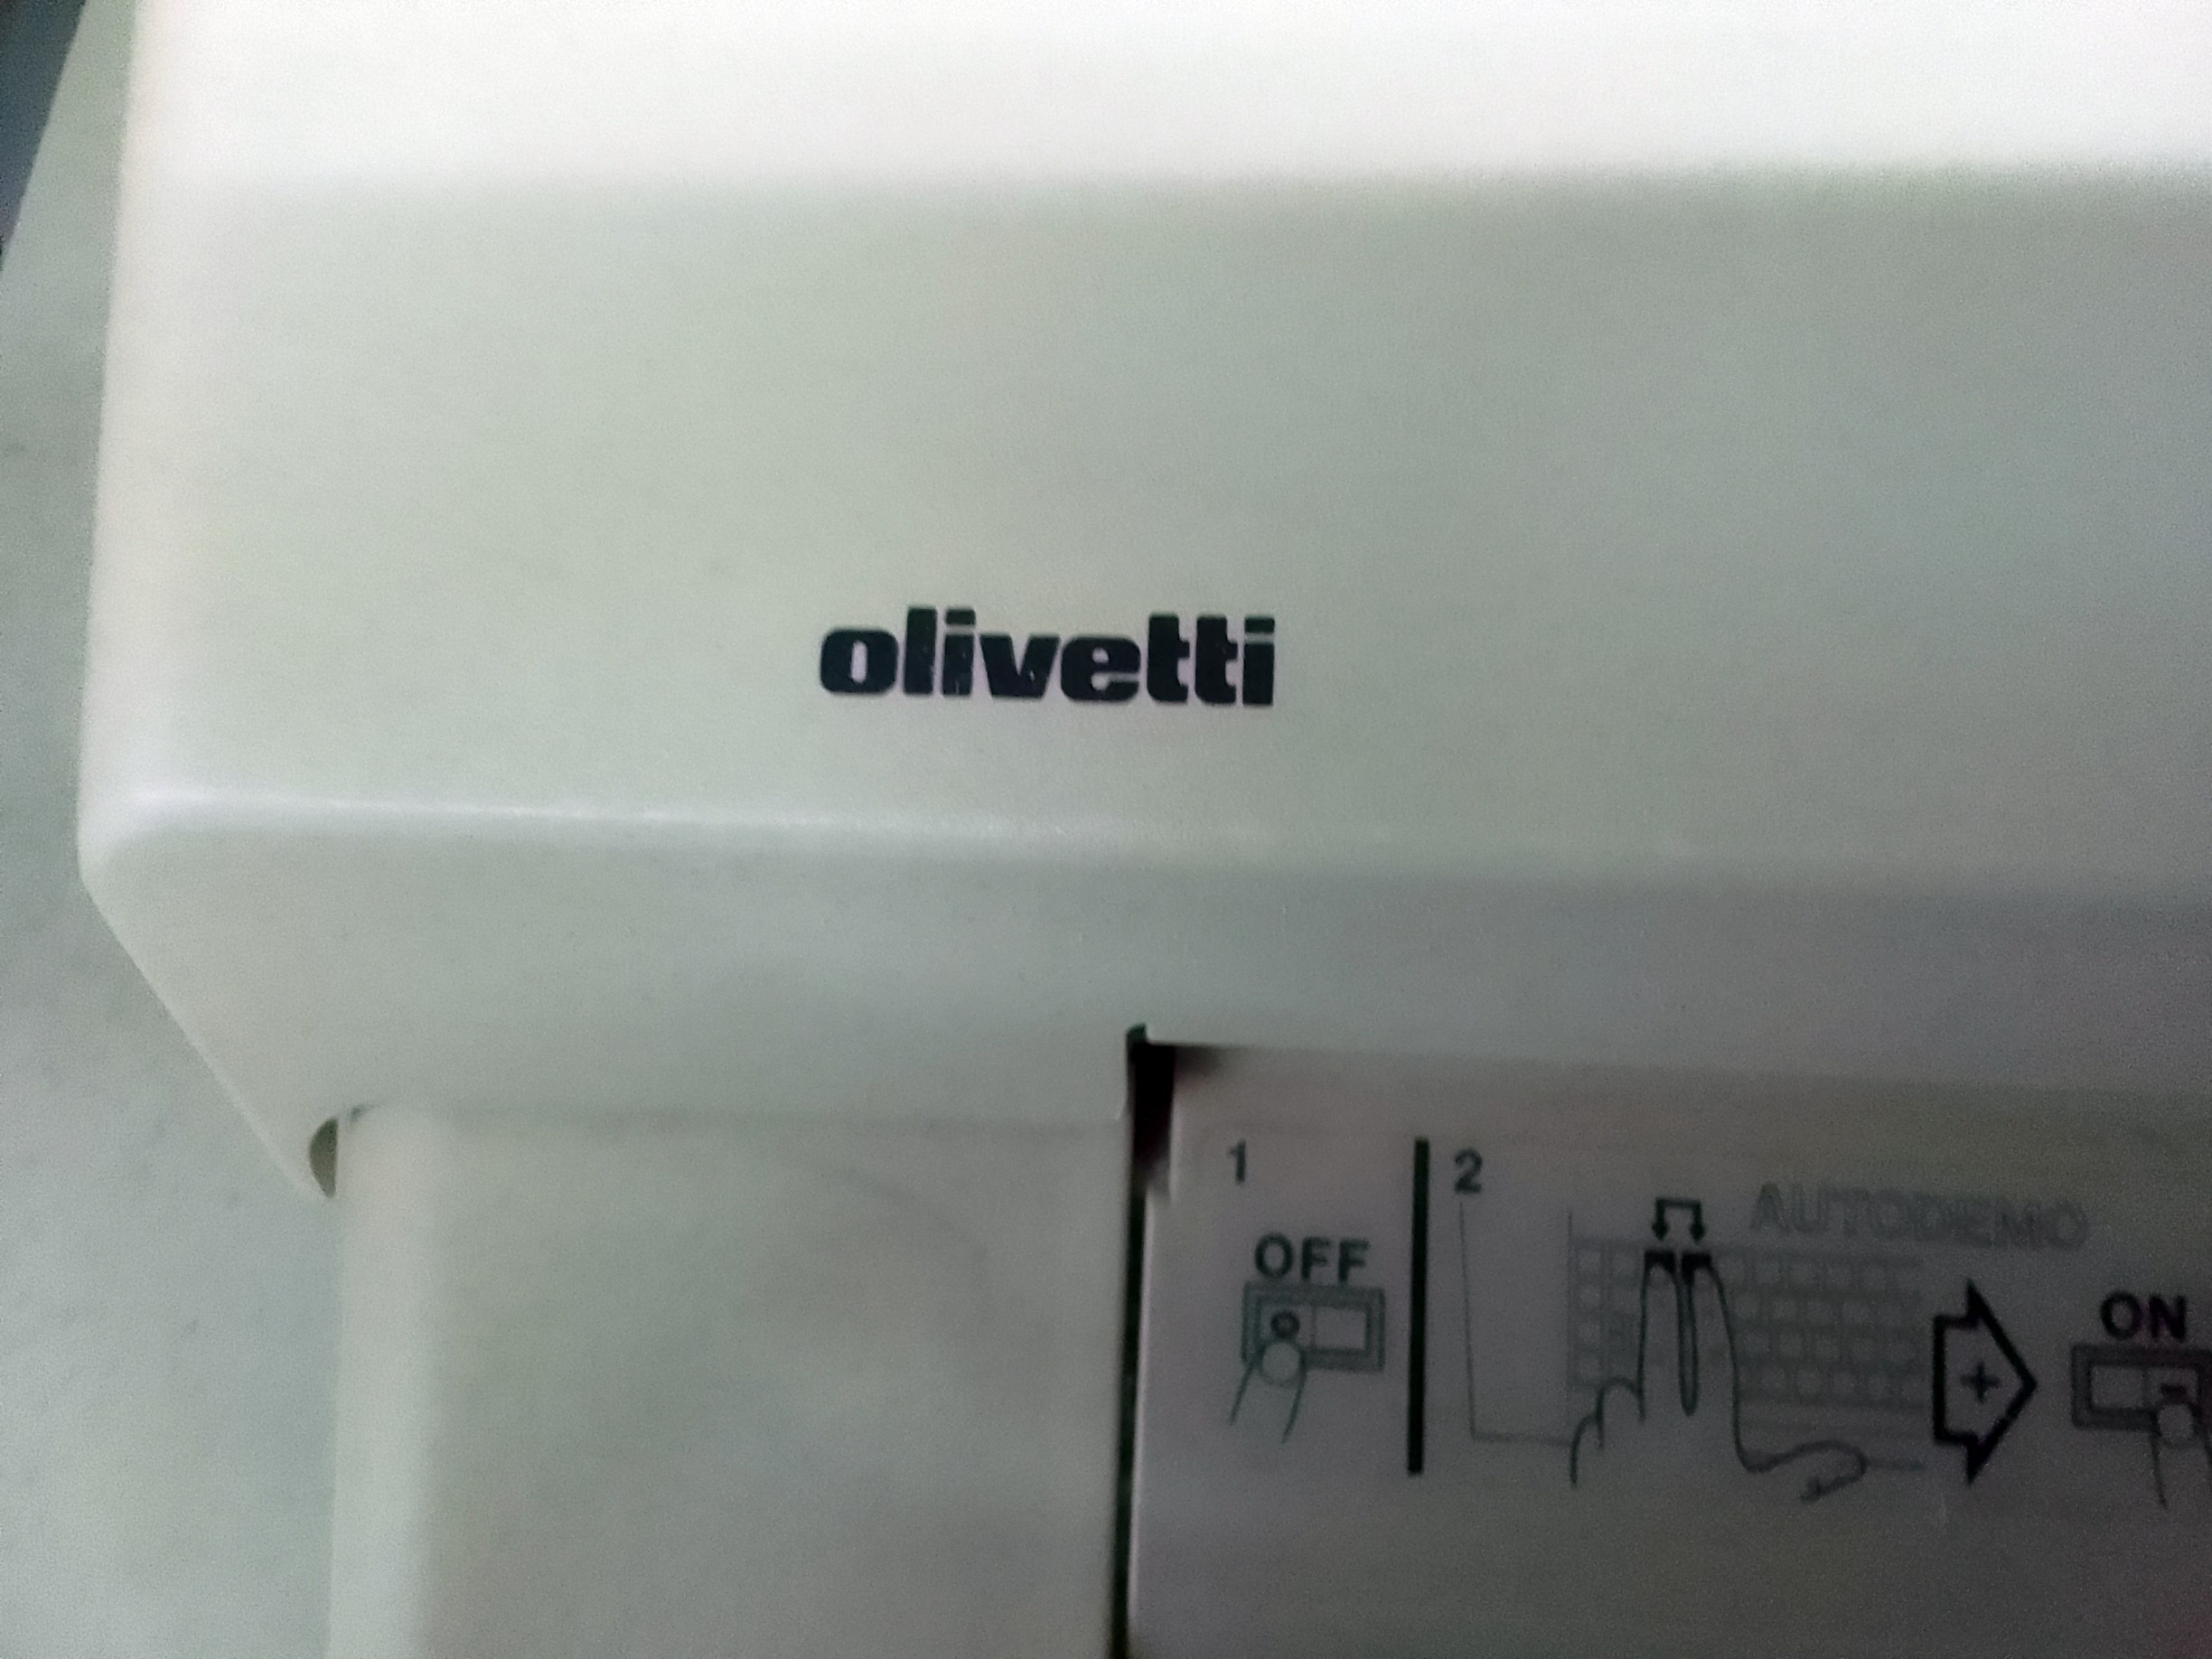 olivetti
1
2
AUTODEMO
OFF
ON